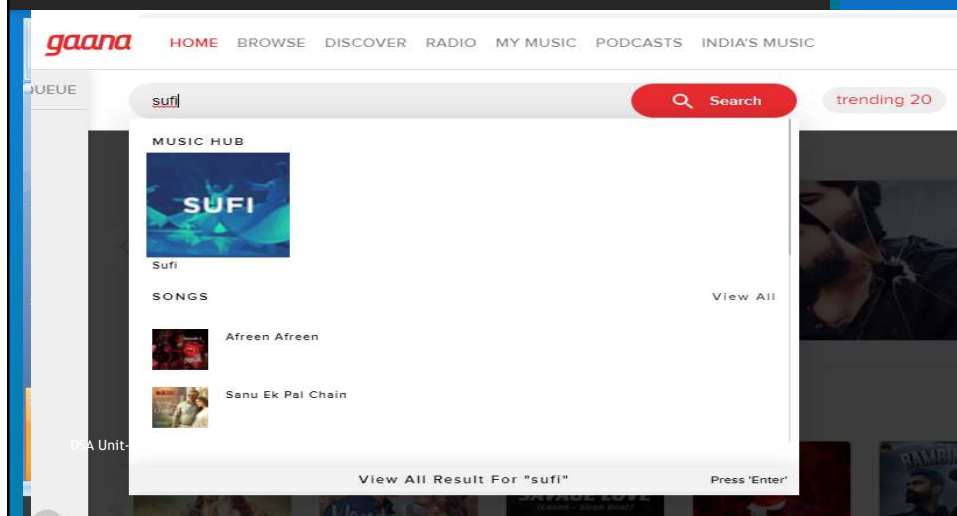 gaana HOME BROWSE DISCOVER RADIO MY MUSIC PODCASTS INDIA'S MUSIC
QUEUE
sufi Search trending 20
MUSIC HUB
SUFI
Sufi
SONGS View All
Afreen Afreen
Sanu Ek Pal Chain
DSA Unit-
View All Result For "sufi" Press 'Enter'
SAVAGE LOVE